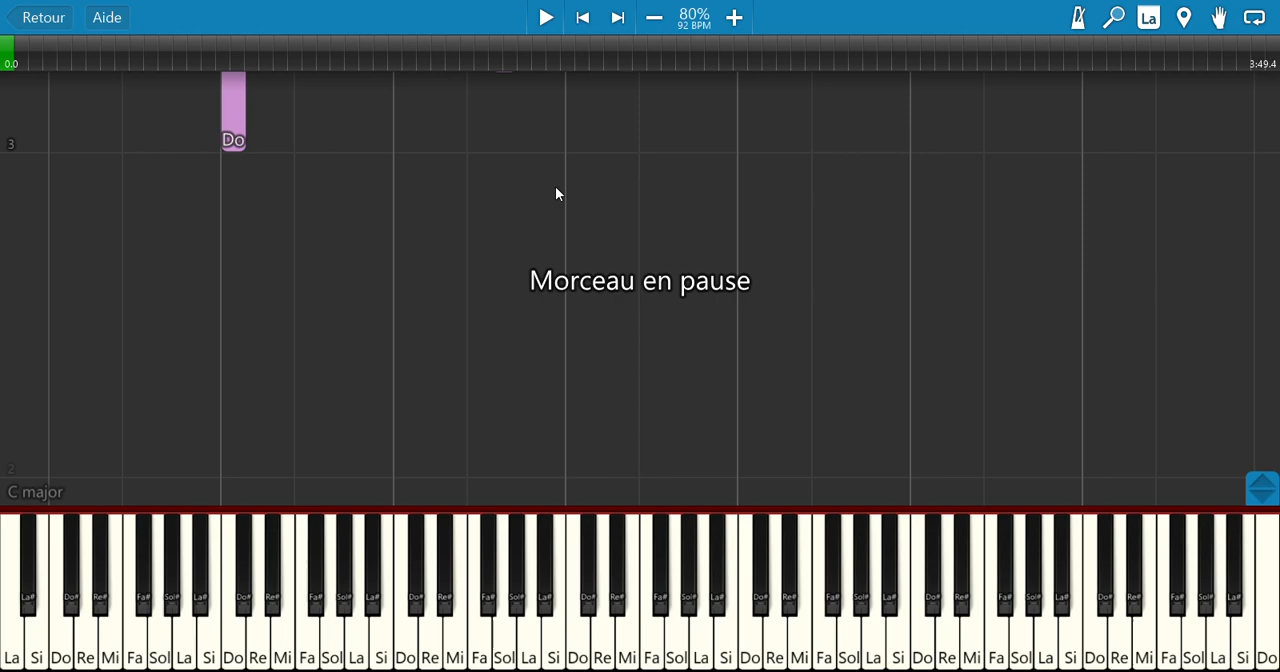 Retour Aide 80% La
92 BPM
0.0 3:49.4
Do
3
Morceau en pause
2
C major
La# Do# Re# Fa# Sol# La# Do# Re# Fa# Sol# La# Do# Re# Fa# Sol# La# Do# Re# Fa# Sol# La# Do# Re# Fa# Sol# La# Do# Re# Fa# Sol# La# Do# Re# Fa# Sol# La#
La Si Do Re Mi Fa Sol La Si Do Re Mi Fa Sol La Si Do Re Mi Fa Sol La Si Do Re Mi Fa Sol La Si Do Re Mi Fa Sol La Si Do Re Mi Fa Sol La Si Do Re Mi Fa Sol La Si Do